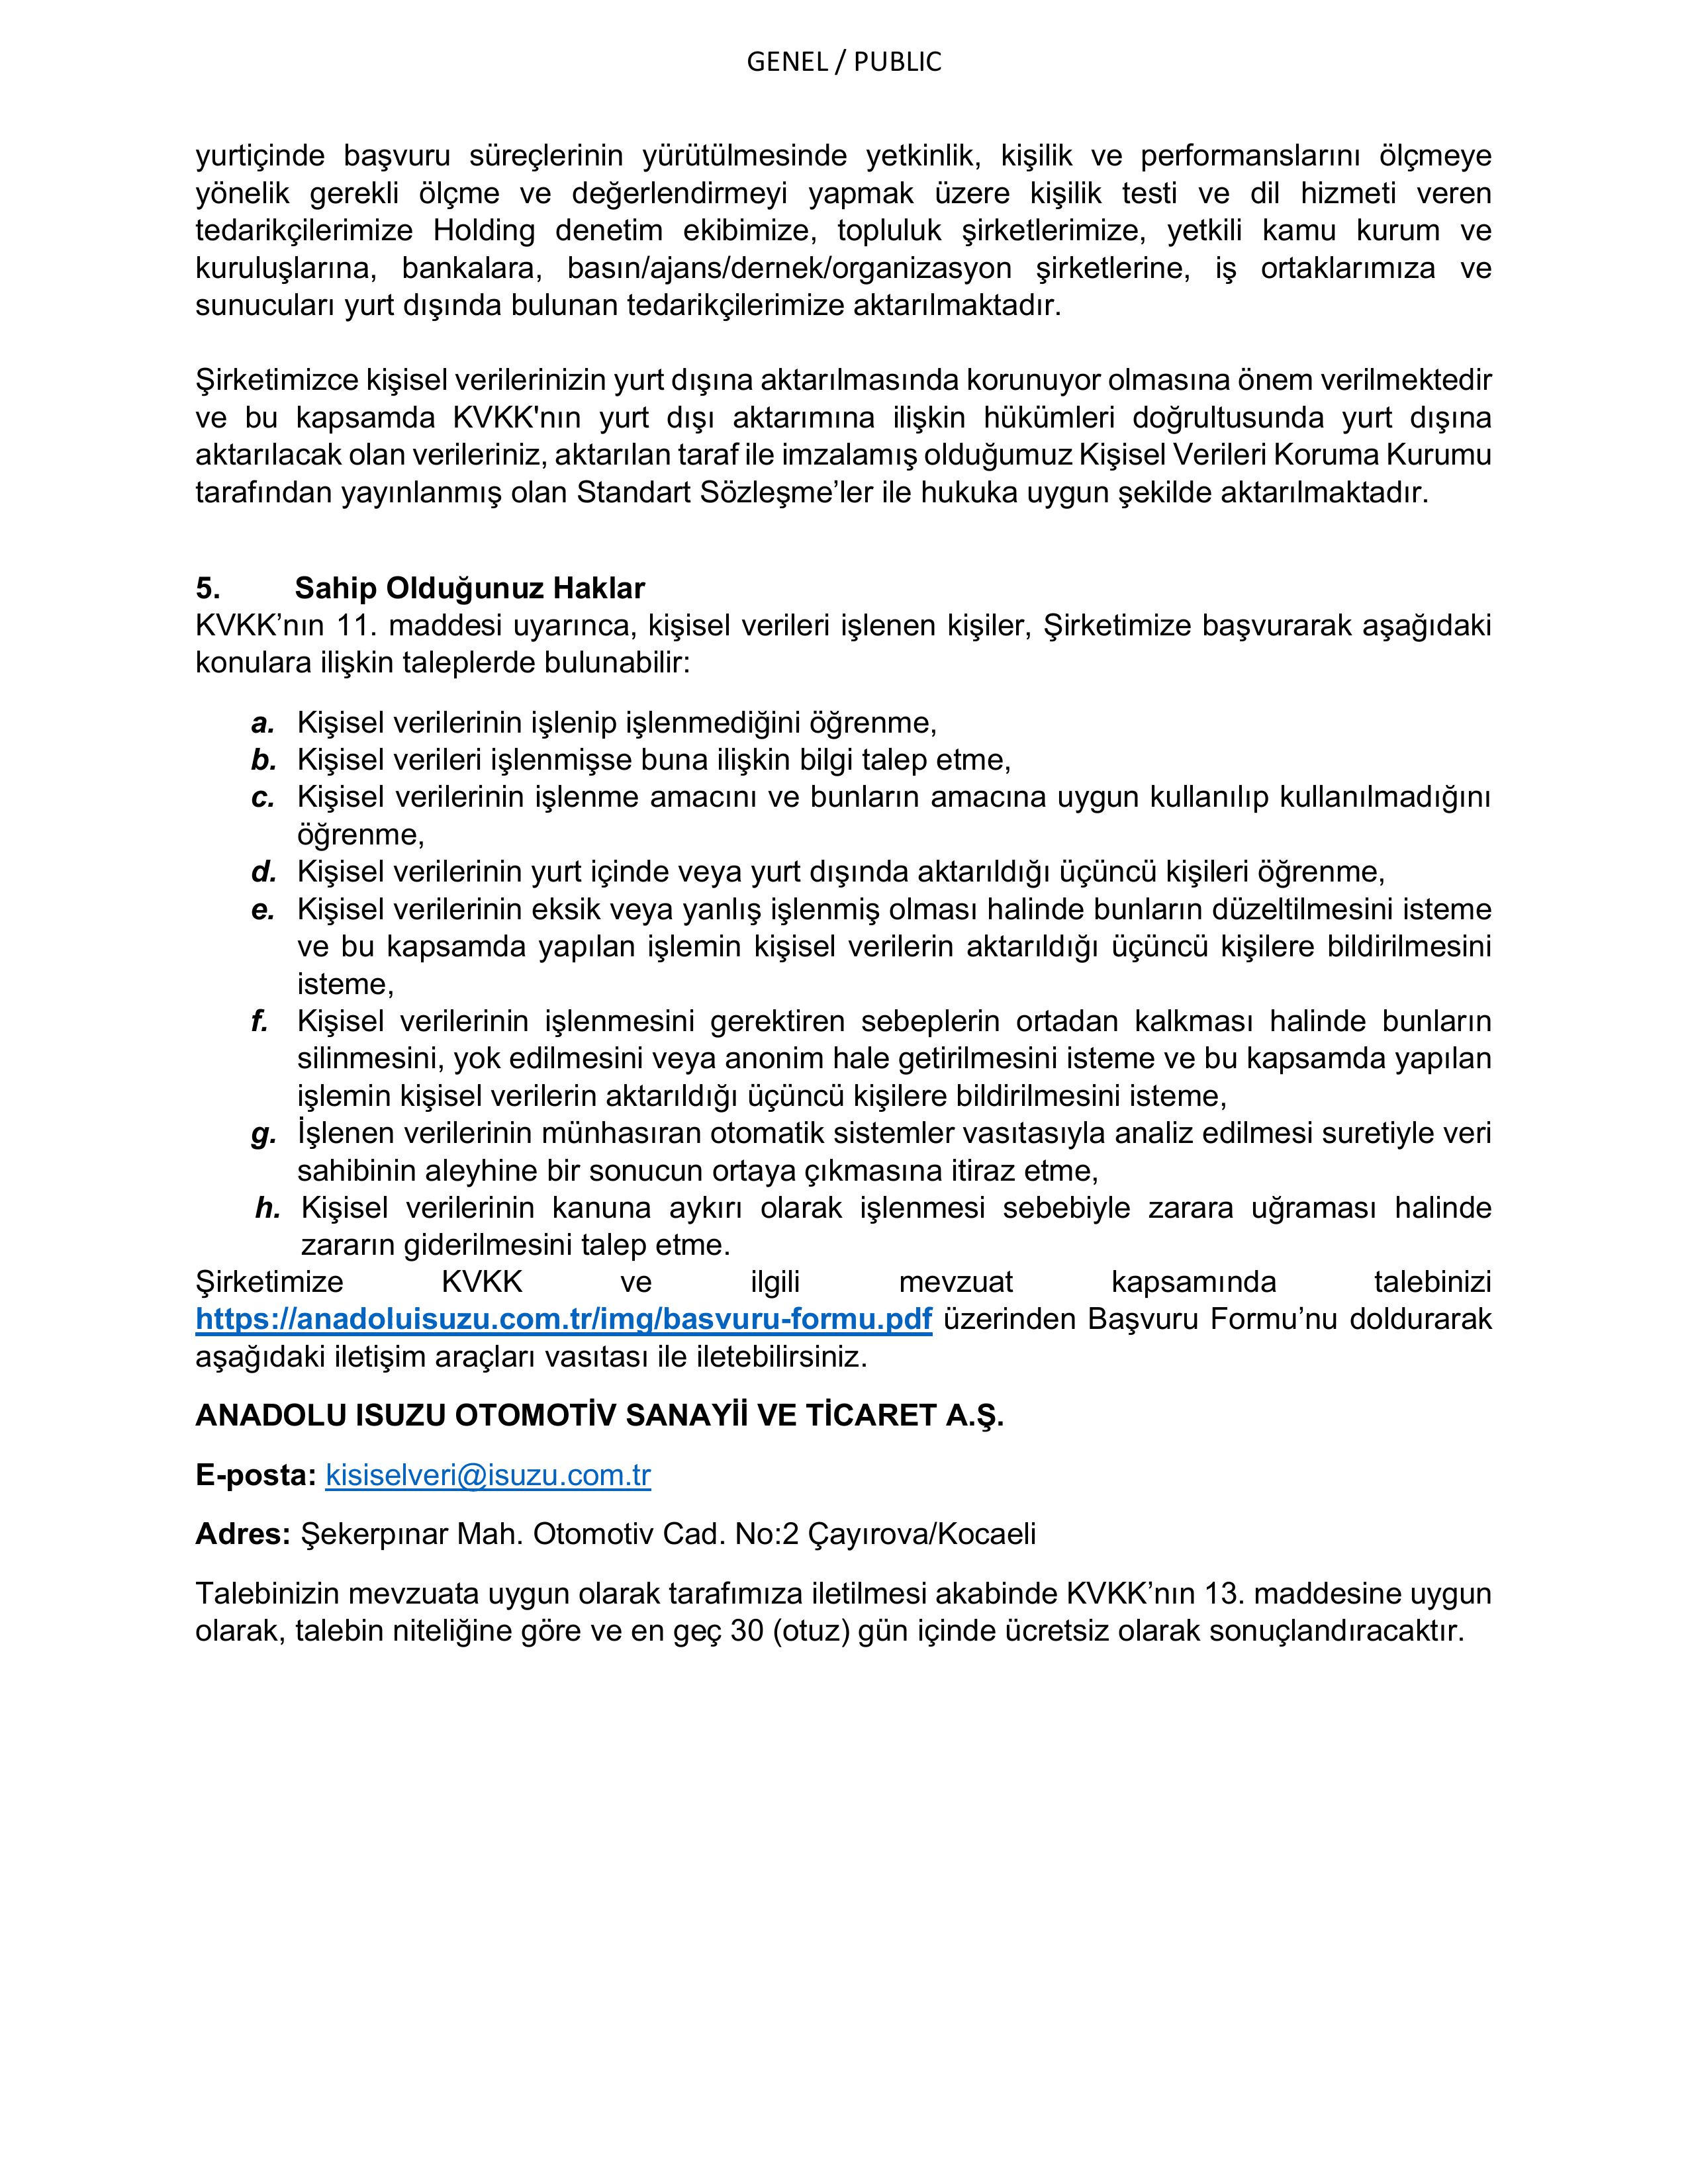 GENEL / PUBLIC
yurtiçinde başvuru süreçlerinin yürütülmesinde yetkinlik, kişilik ve performanslarını ölçmeye
yönelik gerekli ölçme ve değerlendirmeyi yapmak üzere kişilik testi ve dil hizmeti veren
tedarikçilerimize Holding denetim ekibimize, topluluk şirketlerimize, yetkili kamu kurum ve
kuruluşlarına, bankalara, basın/ajans/dernek/organizasyon şirketlerine, iş ortaklarımıza ve
sunucuları yurt dışında bulunan tedarikçilerimize aktarılmaktadır.
Şirketimizce kişisel verilerinizin yurt dışına aktarılmasında korunuyor olmasına önem verilmektedir
ve bu kapsamda KVKK'nın yurt dışı aktarımına ilişkin hükümleri doğrultusunda yurt dışına
aktarılacak olan verileriniz, aktarılan taraf ile imzalamış olduğumuz Kişisel Verileri Koruma Kurumu
tarafından yayınlanmış olan Standart Sözleşme’ler ile hukuka uygun şekilde aktarılmaktadır.
5. Sahip Olduğunuz Haklar
KVKK’nın 11. maddesi uyarınca, kişisel verileri işlenen kişiler, Şirketimize başvurarak aşağıdaki
konulara ilişkin taleplerde bulunabilir:
a. Kişisel verilerinin işlenip işlenmediğini öğrenme,
b. Kişisel verileri işlenmişse buna ilişkin bilgi talep etme,
c. Kişisel verilerinin işlenme amacını ve bunların amacına uygun kullanılıp kullanılmadığını
öğrenme,
d. Kişisel verilerinin yurt içinde veya yurt dışında aktarıldığı üçüncü kişileri öğrenme,
e. Kişisel verilerinin eksik veya yanlış işlenmiş olması halinde bunların düzeltilmesini isteme
ve bu kapsamda yapılan işlemin kişisel verilerin aktarıldığı üçüncü kişilere bildirilmesini
isteme,
f. Kişisel verilerinin işlenmesini gerektiren sebeplerin ortadan kalkması halinde bunların
silinmesini, yok edilmesini veya anonim hale getirilmesini isteme ve bu kapsamda yapılan
işlemin kişisel verilerin aktarıldığı üçüncü kişilere bildirilmesini isteme,
g. İşlenen verilerinin münhasıran otomatik sistemler vasıtasıyla analiz edilmesi suretiyle veri
sahibinin aleyhine bir sonucun ortaya çıkmasına itiraz etme,
h. Kişisel verilerinin kanuna aykırı olarak işlenmesi sebebiyle zarara uğraması halinde
zararın giderilmesini talep etme.
Şirketimize KVKK ve ilgili mevzuat kapsamında talebinizi
https://anadoluisuzu.com.tr/img/basvuru-formu.pdf üzerinden Başvuru Formu’nu doldurarak
aşağıdaki iletişim araçları vasıtası ile iletebilirsiniz.
ANADOLU ISUZU OTOMOTİV SANAYİİ VE TİCARET A.Ş.
E-posta: kisiselveri@isuzu.com.tr
Adres: Şekerpınar Mah. Otomotiv Cad. No:2 Çayırova/Kocaeli
Talebinizin mevzuata uygun olarak tarafımıza iletilmesi akabinde KVKK’nın 13. maddesine uygun
olarak, talebin niteliğine göre ve en geç 30 (otuz) gün içinde ücretsiz olarak sonuçlandıracaktır.